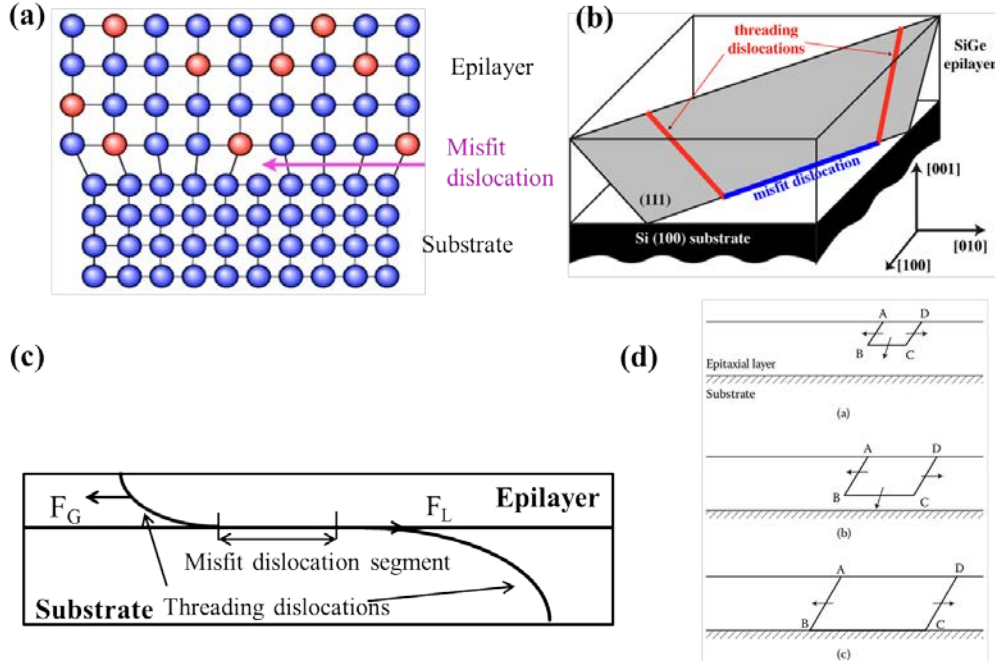 (a)
Epilayer
Misfit
dislocation
Substrate
(b)
threading
dislocations
SiGe
epilayer
(111)
misfit dislocation
Si (100) substrate
[001]
[010]
[100]
(c)
F_G
Epilayer
F_L
Misfit dislocation segment
Substrate
Threading dislocations
(d)
A D
B C
Epitaxial layer
Substrate
(a)
A D
B C
(b)
A D
B C
(c)